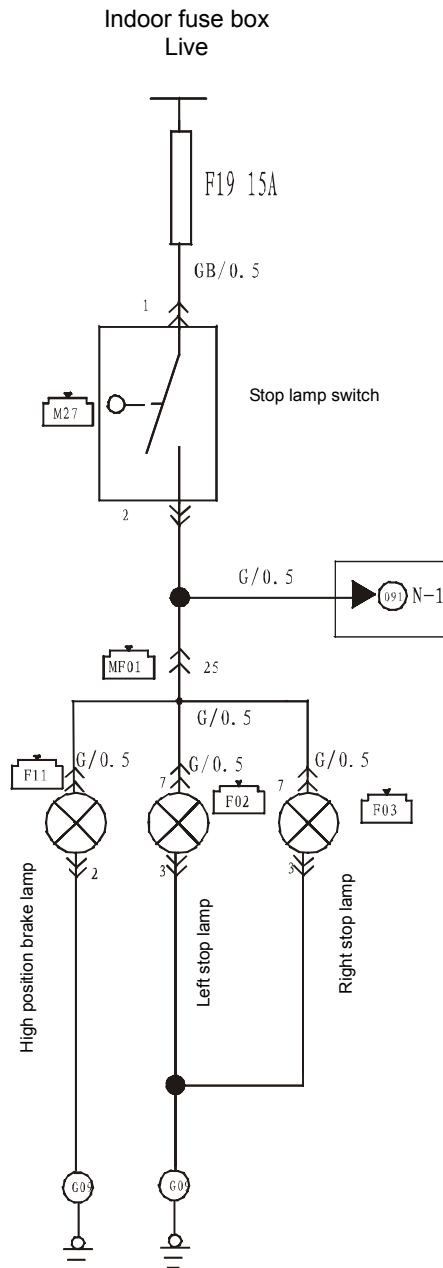 Indoor fuse box
Live
F19 15A
GB/0.5
1
M27
Stop lamp switch
2
G/0.5
091 N-1
MF01
25
G/0.5
F11
G/0.5
7
G/0.5
F02
7
G/0.5
F03
2
3
3
High position brake lamp
Left stop lamp
Right stop lamp
G09
G09